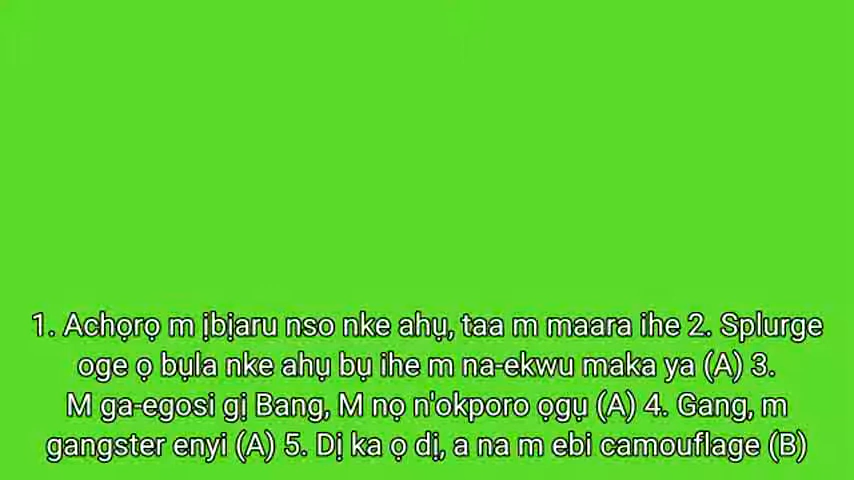 1. Achọrọ m ịbịaru nso nke ahụ, taa m maara ihe 2. Splurge
oge ọ bụla nke ahụ bụ ihe m na-ekwu maka ya (A) 3.
M ga-egosi gị Bang, M nọ n'okporo ọgụ (A) 4. Gang, m
gangster enyi (A) 5. Dị ka ọ dị, a na m ebi camouflage (B)